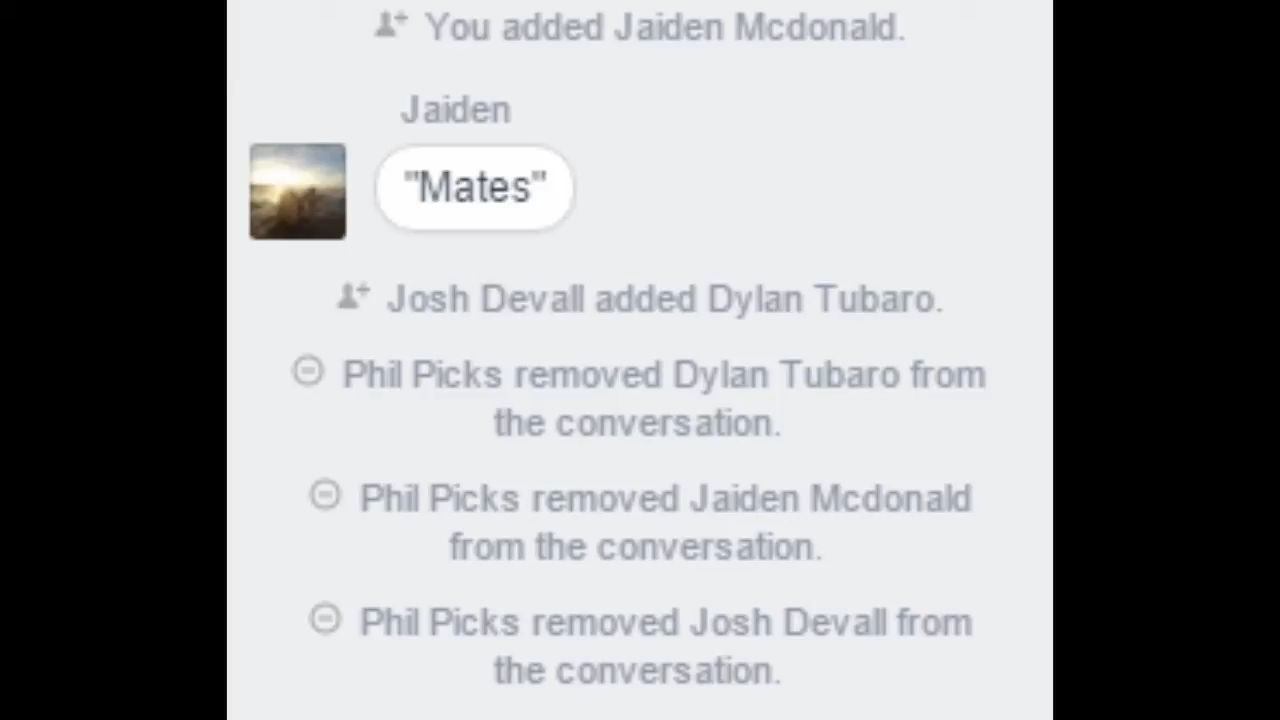 You added Jaiden Mcdonald.
Jaiden
"Mates"
Josh Devall added Dylan Tubaro.
Phil Picks removed Dylan Tubaro from
the conversation.
Phil Picks removed Jaiden Mcdonald
from the conversation.
Phil Picks removed Josh Devall from
the conversation.